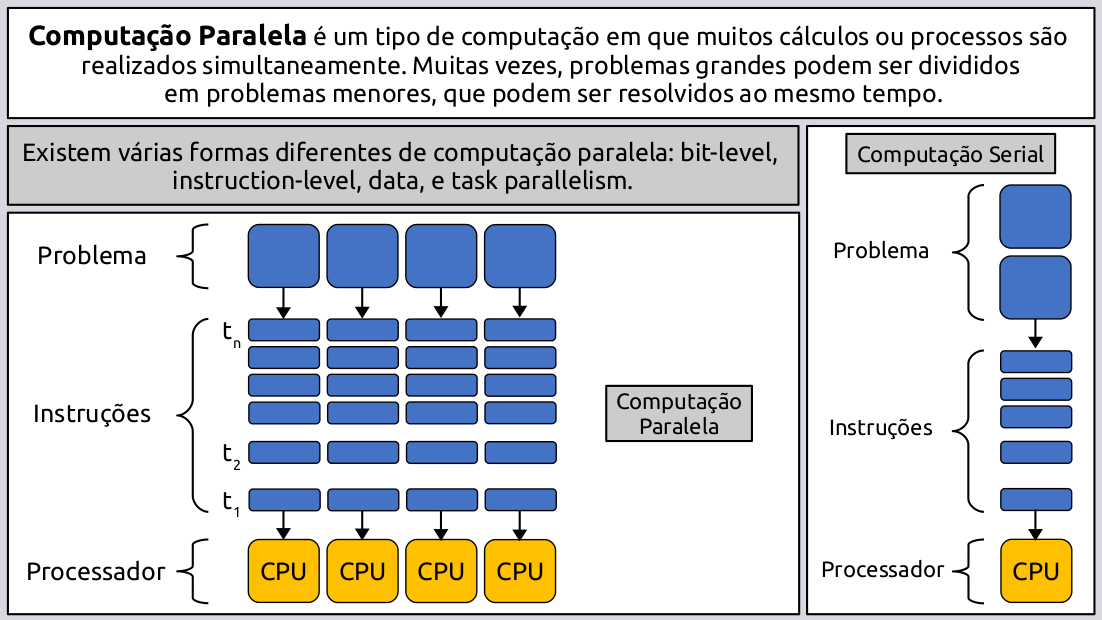 Computação Paralela é um tipo de computação em que muitos cálculos ou processos são
realizados simultaneamente. Muitas vezes, problemas grandes podem ser divididos
em problemas menores, que podem ser resolvidos ao mesmo tempo.
Existem várias formas diferentes de computação paralela: bit-level,
instruction-level, data, e task parallelism.
Problema
Instruções
tn
t2
t1
Processador
CPU CPU CPU CPU
Computação
Paralela
Computação Serial
Problema
Instruções
Processador
CPU